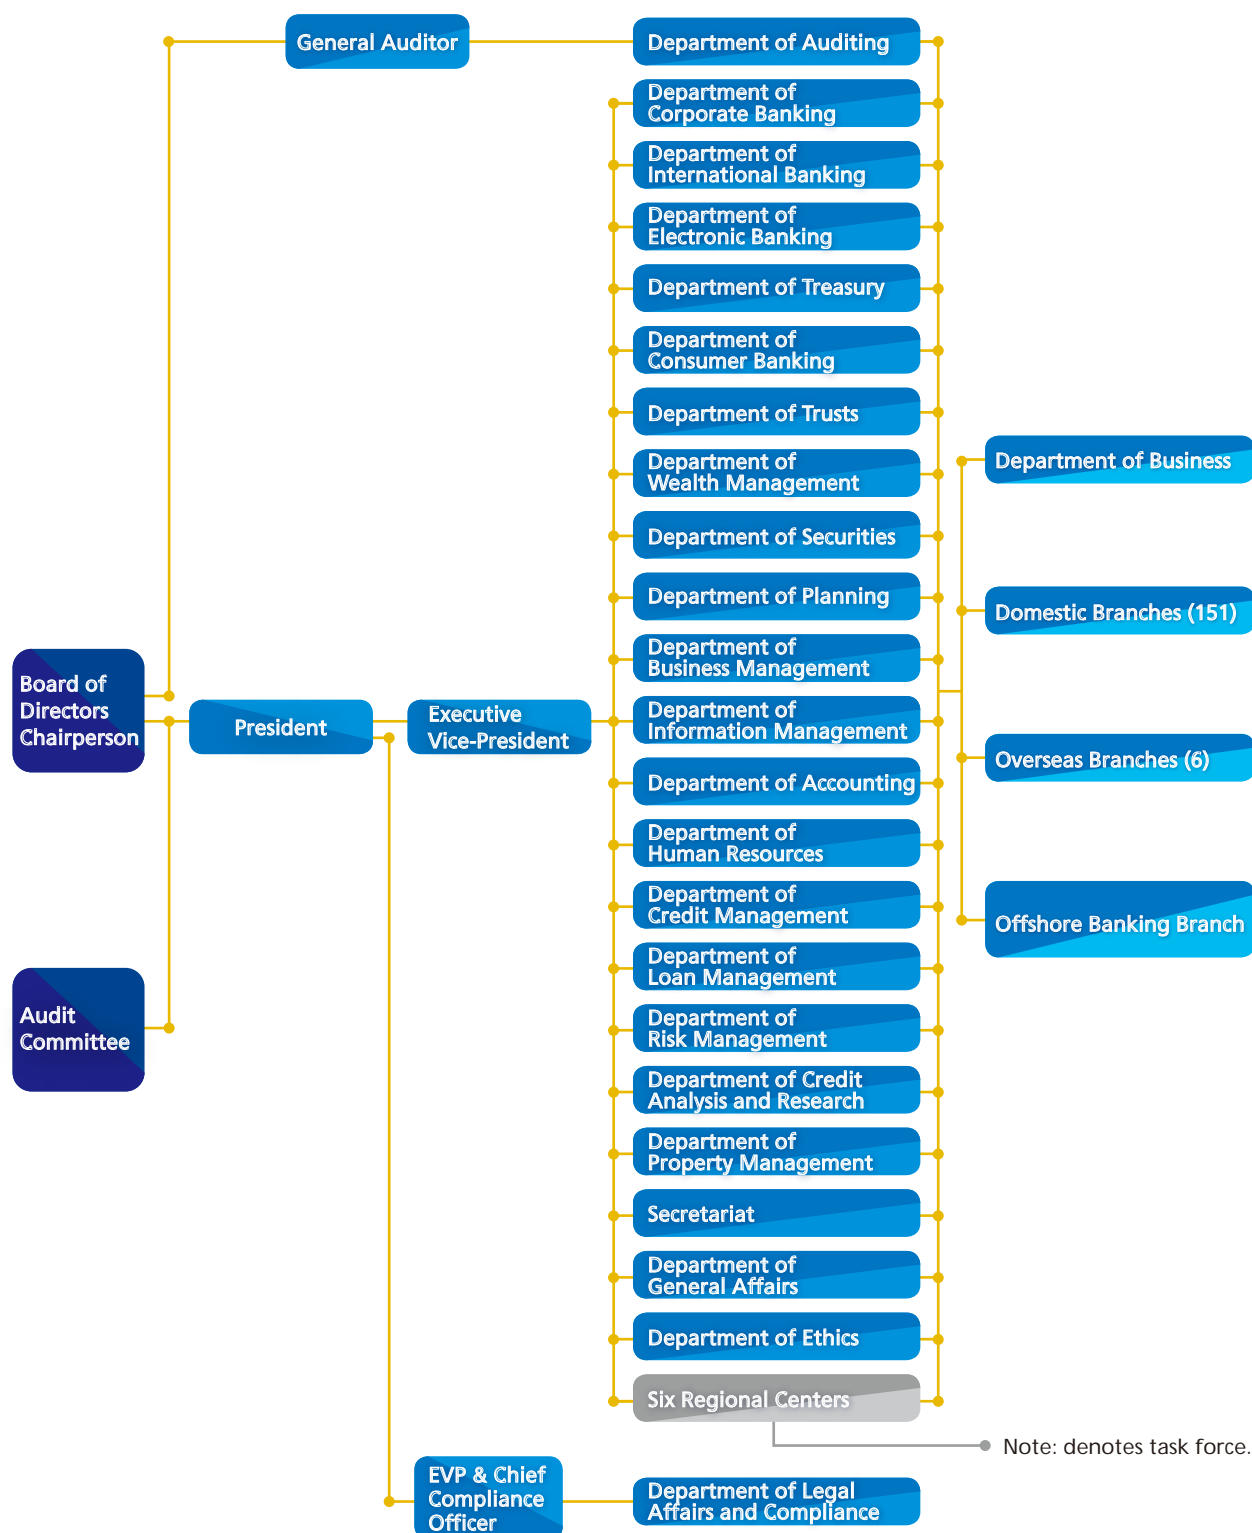 General Auditor
Department of Auditing
Department of
Corporate Banking
Department of
International Banking
Department of
Electronic Banking
Department of Treasury
Department of
Consumer Banking
Department of Trusts
Department of
Wealth Management
Department of Securities
Department of Planning
Department of
Business Management
Department of
Information Management
Department of Accounting
Department of
Human Resources
Department of
Credit Management
Department of
Loan Management
Department of
Risk Management
Department of Credit
Analysis and Research
Department of
Property Management
Secretariat
Department of
General Affairs
Department of Ethics
Six Regional Centers
Department of Business
Domestic Branches (151)
Overseas Branches (6)
Offshore Banking Branch
Board of
Directors
Chairperson
President
Executive
Vice-President
Audit
Committee
Note: denotes task force.
EVP & Chief
Compliance
Officer
Department of Legal
Affairs and Compliance